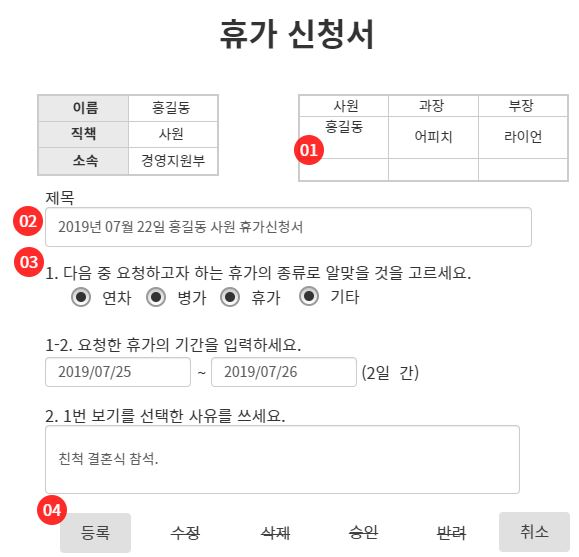 휴가 신청서
이름 홍길동
직책 사원
소속 경영지원부
사원 과장 부장
홍길동 어피치 라이언
01
제목
02
2019년 07월 22일 홍길동 사원 휴가신청서
03
1. 다음 중 요청하고자 하는 휴가의 종류로 알맞을 것을 고르세요.
연차 병가 휴가 기타
1-2. 요청한 휴가의 기간을 입력하세요.
2019/07/25 ~ 2019/07/26 (2일 간)
2. 1번 보기를 선택한 사유를 쓰세요.
친척 결혼식 참석.
04
등록 수정 삭제 승인 반려 취소